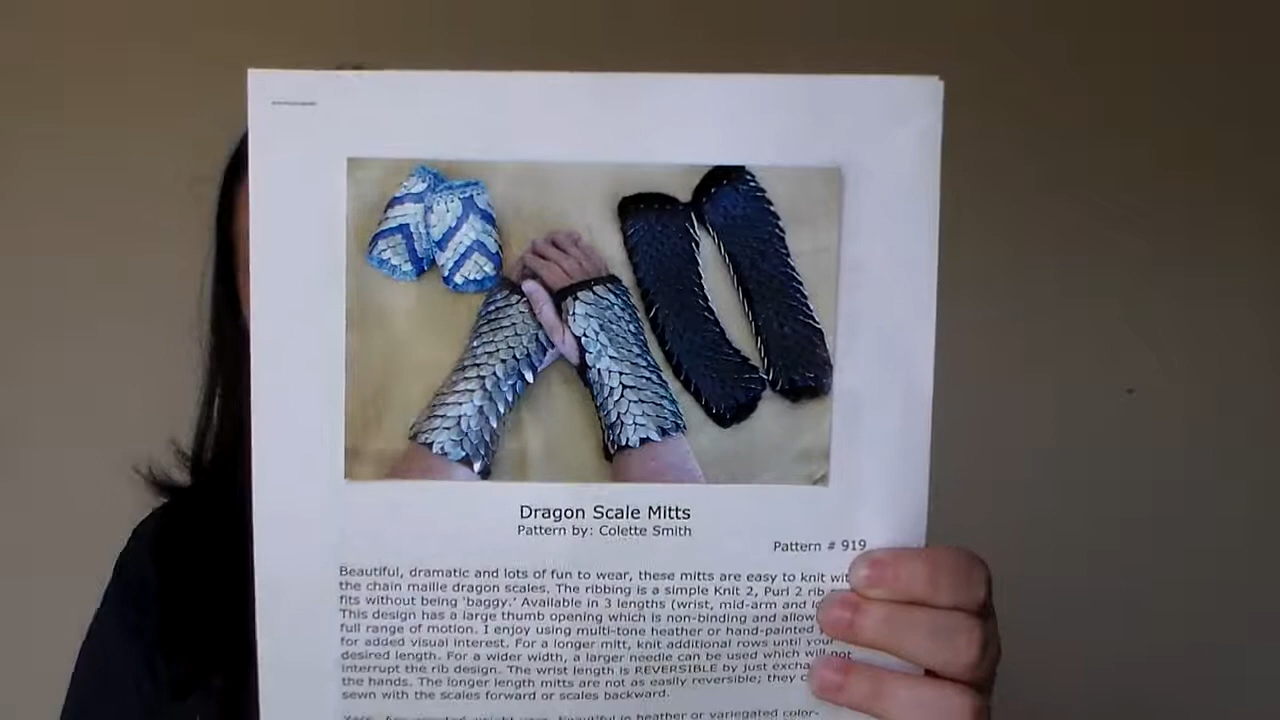 Dragon Scale Mitts
Pattern by: Colette Smith
Pattern # 919
Beautiful, dramatic and lots of fun to wear, these mitts are easy to knit
the chain maille dragon scales. The ribbing is a simple Knit 2, Purl 2 rib
fits without being 'baggy.' Available in 3 lengths (wrist, mid-arm and
This design has a large thumb opening which is non-binding and
full range of motion. I enjoy using multi-tone heather or hand-painted
for added visual interest. For a longer mitt, knit additional rows until your
desired length. For a wider width, a larger needle can be used which will not
interrupt the rib design. The wrist length is REVERSIBLE by just
the hands. The longer length mitts are not as easily reversible; they
sewn with the scales forward or scales backward.